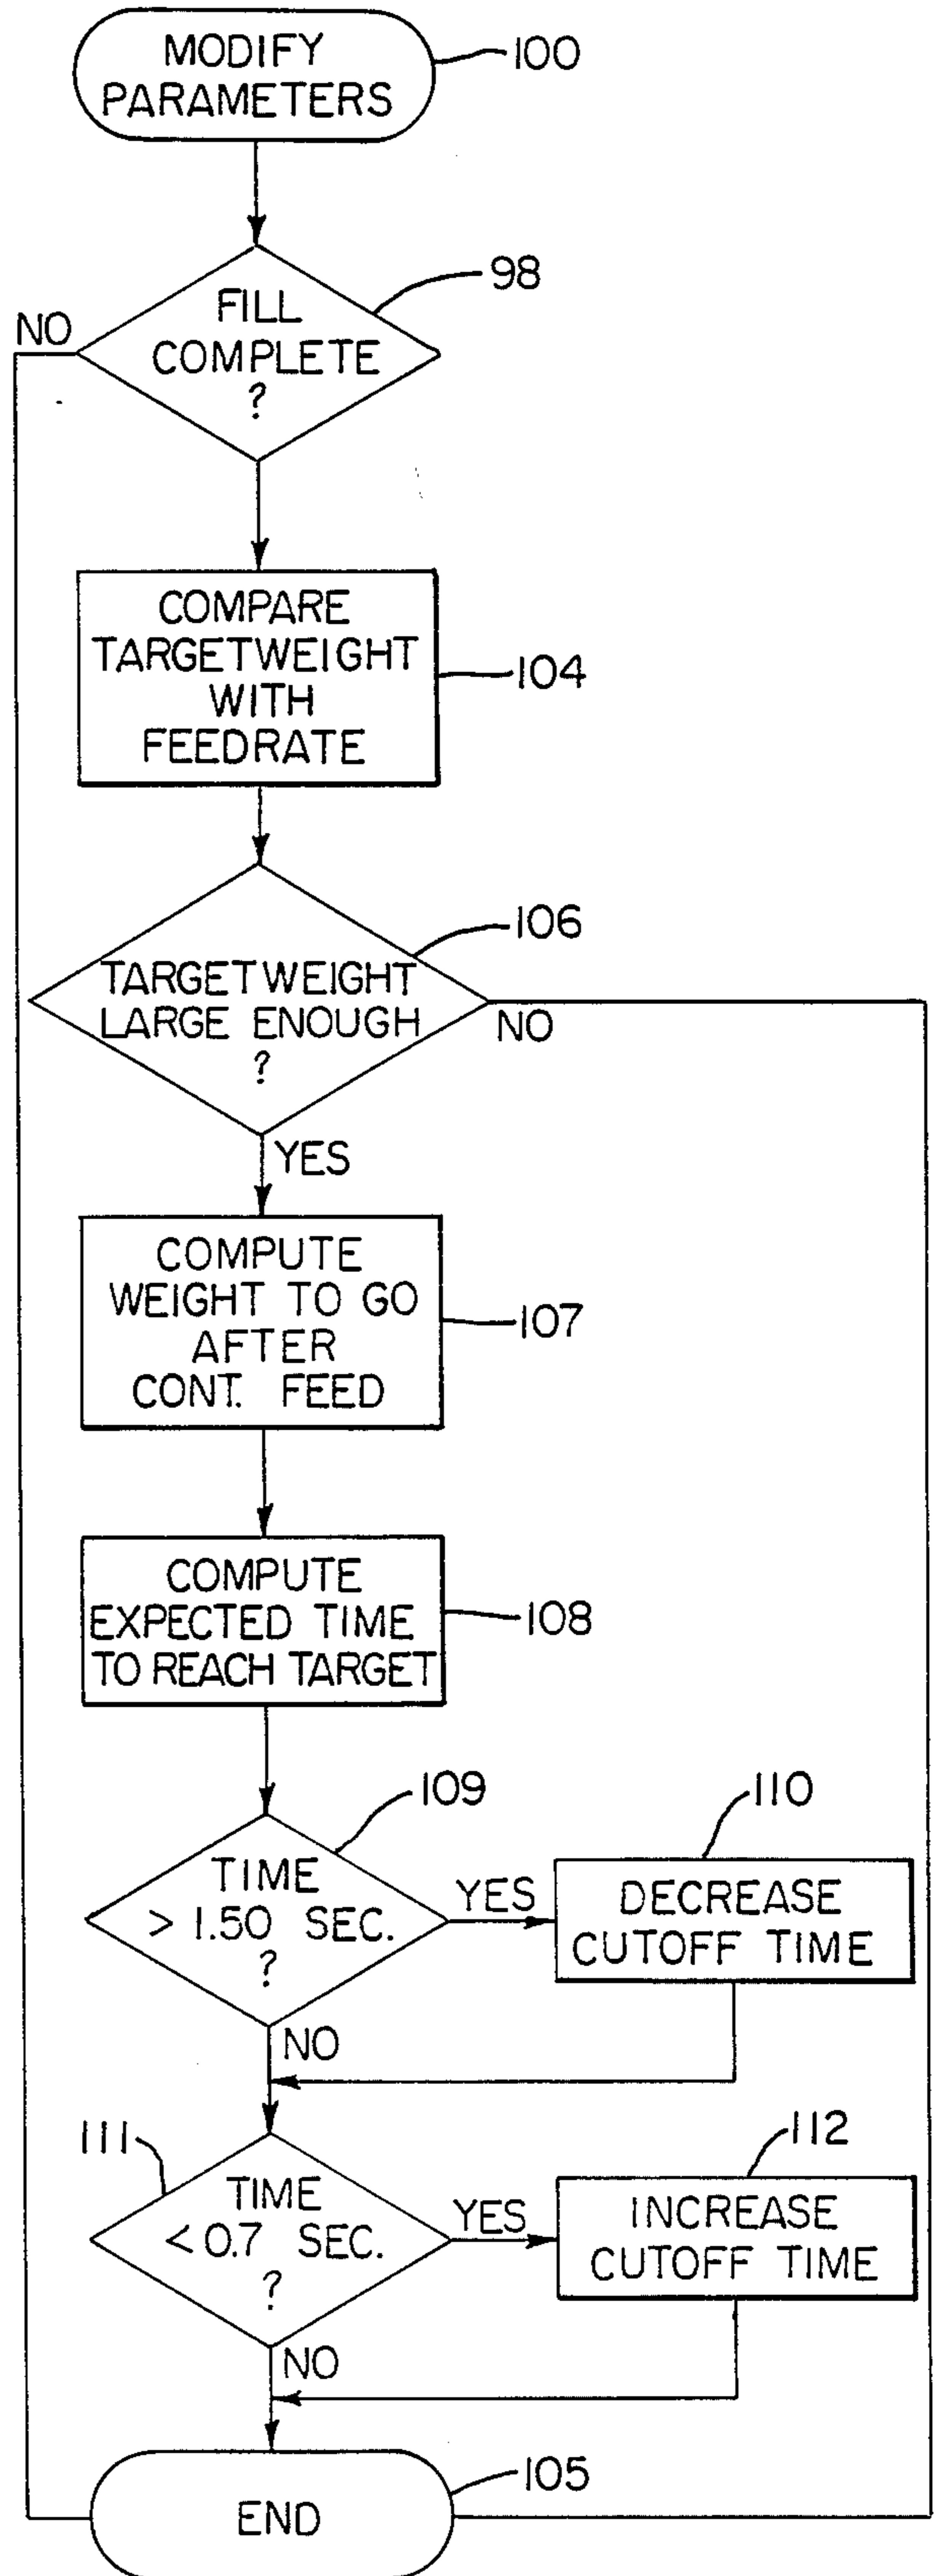 MODIFY
PARAMETERS
100
98
FILL
COMPLETE
?
NO
COMPARE
TARGETWEIGHT
WITH
FEEDRATE
104
106
TARGETWEIGHT
LARGE ENOUGH
?
NO
YES
COMPUTE
WEIGHT TO GO
AFTER
CONT. FEED
107
COMPUTE
EXPECTED TIME
TO REACH TARGET
108
109
TIME
> 1.50 SEC.
?
YES
110
DECREASE
CUTOFF TIME
NO
111
TIME
< 0.7 SEC.
?
YES
112
INCREASE
CUTOFF TIME
NO
105
END